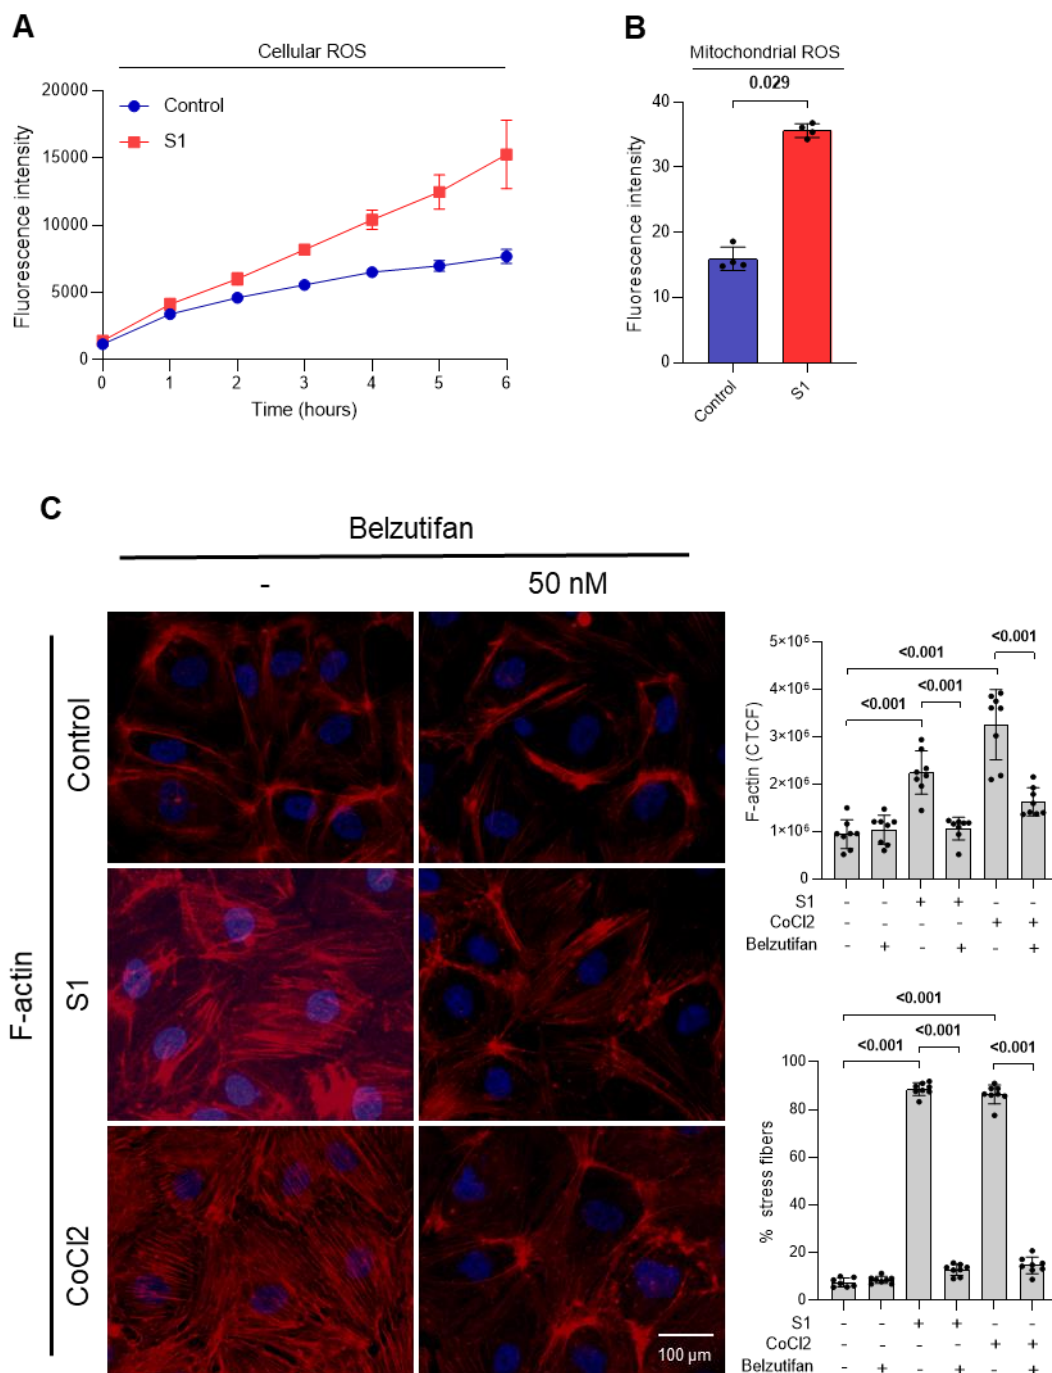 A
Cellular ROS
20000
15000
10000
5000
0
Fluorescence intensity
Control
S1
0 1 2 3 4 5 6
Time (hours)
B
Mitochondrial ROS
0.029
40
30
20
10
0
Fluorescence intensity
Control
S1
C
Belzutifan
- 50 nM
F-actin
Control
S1
CoCl2
100 µm
5×10⁶
4×10⁶
3×10⁶
2×10⁶
1×10⁶
0
F-actin (CTCF)
<0.001
<0.001
<0.001
<0.001
S1 - - + + - -
CoCl2 - - - - + +
Belzutifan - + - + - +
<0.001
<0.001
<0.001
<0.001
100
80
60
40
20
0
% stress fibers
S1 - - + + - -
CoCl2 - - - - + +
Belzutifan - + - + - +